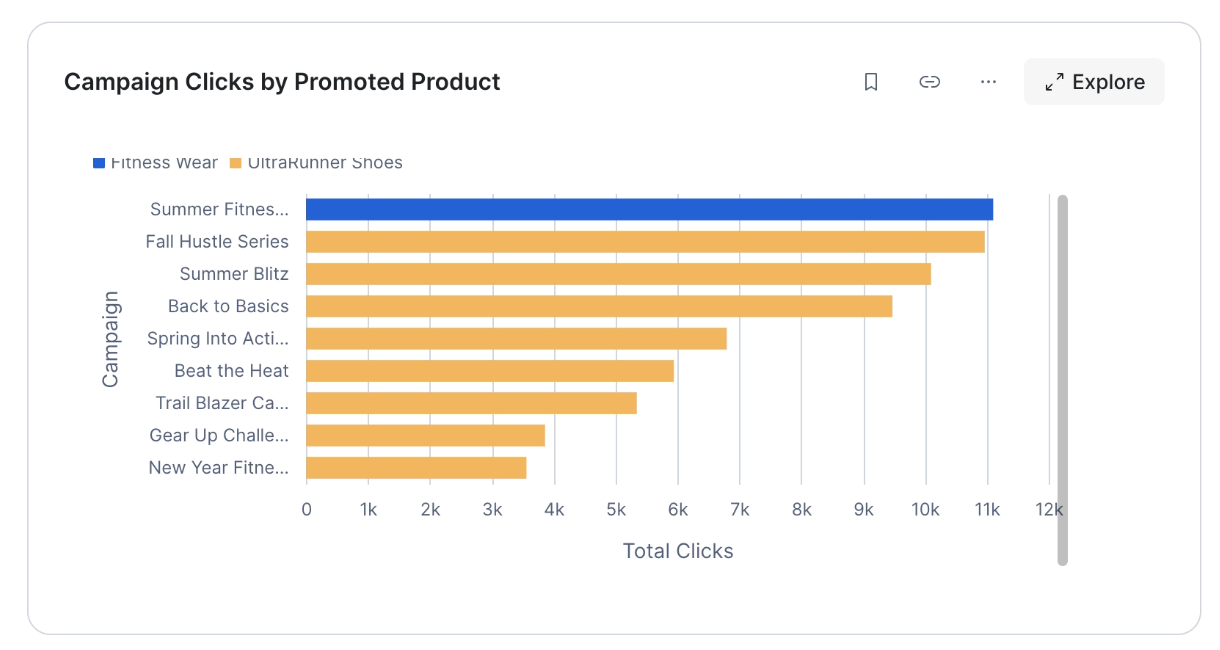 Campaign Clicks by Promoted Product
Explore
Fitness Wear UltraRunner Shoes
Summer Fitnes...
Fall Hustle Series
Summer Blitz
Back to Basics
Spring Into Acti...
Beat the Heat
Trail Blazer Ca...
Gear Up Challe...
New Year Fitne...
Campaign
0 1k 2k 3k 4k 5k 6k 7k 8k 9k 10k 11k 12k
Total Clicks